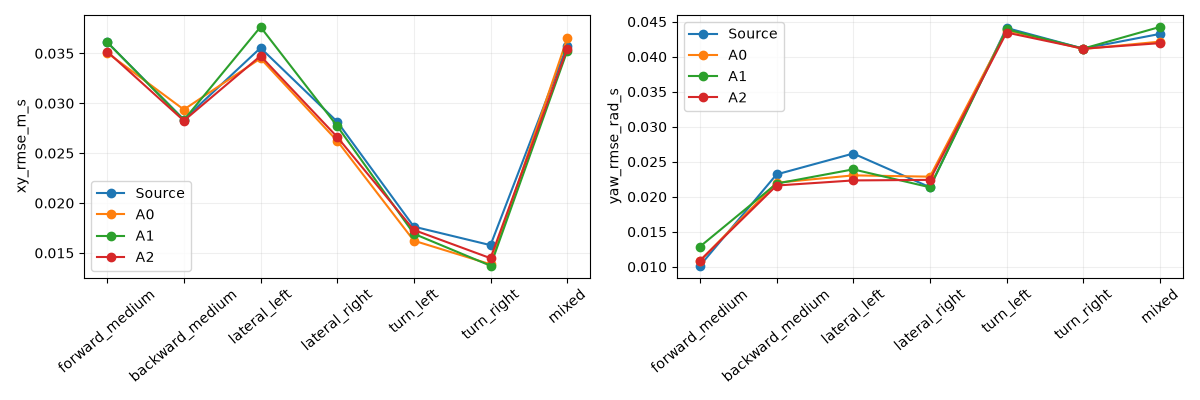 xy_rmse_m_s
0.035
0.030
0.025
0.020
0.015
Source
A0
A1
A2
forward_medium
backward_medium
lateral_left
lateral_right
turn_left
turn_right
mixed
yaw_rmse_rad_s
0.045
0.040
0.035
0.030
0.025
0.020
0.015
0.010
Source
A0
A1
A2
forward_medium
backward_medium
lateral_left
lateral_right
turn_left
turn_right
mixed